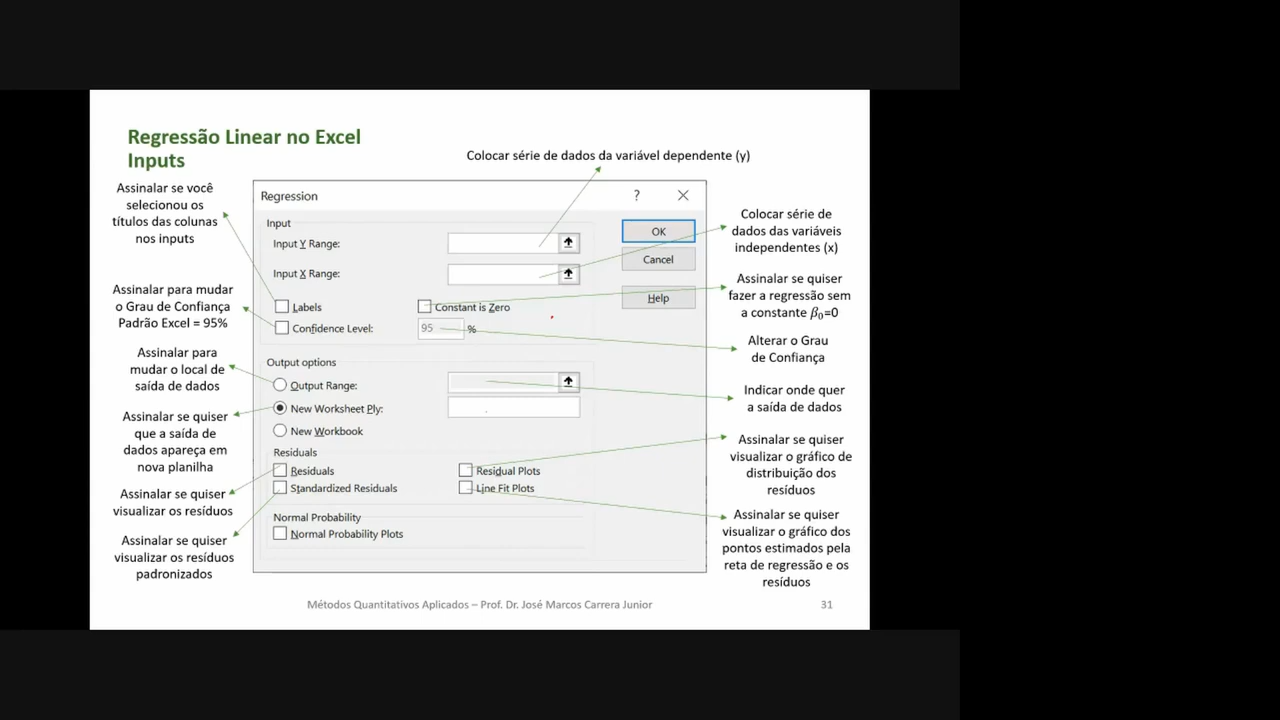 Regressão Linear no Excel
Inputs
Colocar série de dados da variável dependente (y)
Assinalar se você
selecionou os
títulos das colunas
nos inputs
Assinalar para mudar
o Grau de Confiança
Padrão Excel = 95%
Assinalar para
mudar o local de
saída de dados
Assinalar se quiser
que a saída de
dados apareça em
nova planilha
Assinalar se quiser
visualizar os resíduos
Assinalar se quiser
visualizar os resíduos
padronizados
Regression ? ×
Input
Input Y Range:
Input X Range:
Labels Constant is Zero
Confidence Level: 95 %
OK
Cancel
Help
Output options
Output Range:
New Worksheet Ply:
New Workbook
Residuals
Residuals Residual Plots
Standardized Residuals Line Fit Plots
Normal Probability
Normal Probability Plots
Colocar série de
dados das variáveis
independentes (x)
Assinalar se quiser
fazer a regressão sem
a constante β₀=0
Alterar o Grau
de Confiança
Indicar onde quer
a saída de dados
Assinalar se quiser
visualizar o gráfico de
distribuição dos
resíduos
Assinalar se quiser
visualizar o gráfico dos
pontos estimados pela
reta de regressão e os
resíduos
Métodos Quantitativos Aplicados – Prof. Dr. José Marcos Carrera Junior 31